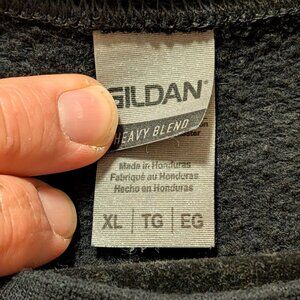 GILDAN®
HEAVY BLEND
Made in Honduras
Fabriqué au Honduras
Hecho en Honduras
XL | TG | EG